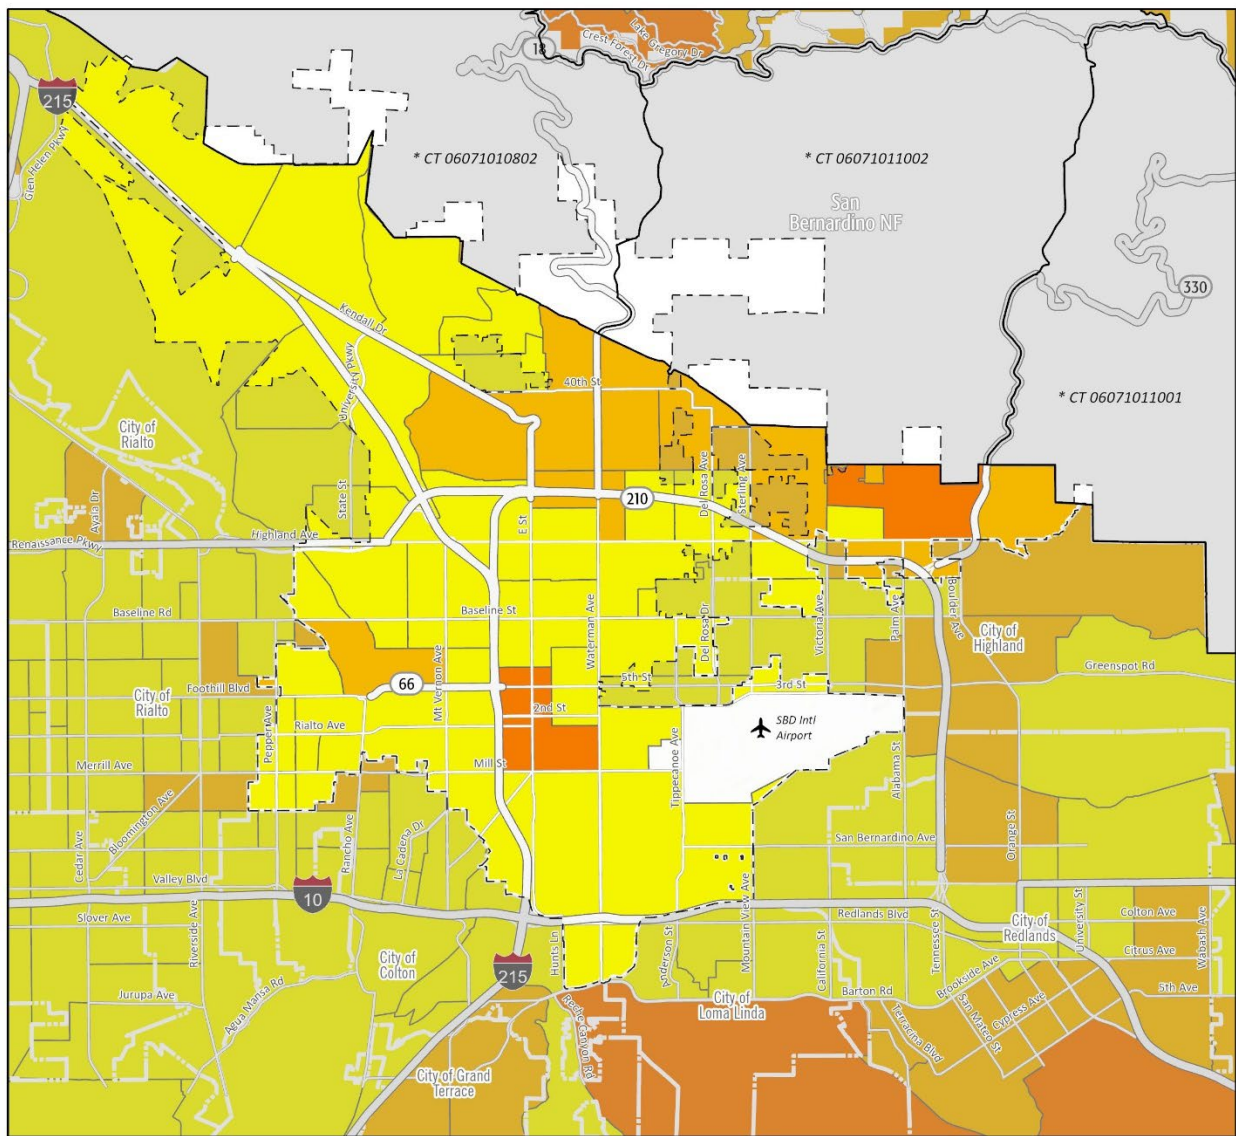 Lake Gregory Dr
Crest Forest Dr
18
215
Glen Helen Pkwy
* CT 06071010802
* CT 06071011002
San
Bernardino NF
330
Kendall Dr
University Pkwy
40th St
* CT 06071011001
City of
Rialto
Ayala Dr
State St
Del Rosa Ave
Sterling Ave
210
E St
Highland Ave
Renaissance Pkwy
Baseline Rd
Baseline St
Waterman Ave
Del Rosa Dr
Victoria Ave
Palm Ave
Boulder Ave
City of
Highland
Greenspot Rd
City of
Rialto
Foothill Blvd
66
Mt Vernon Ave
5th St
3rd St
2nd St
Pepper Ave
Rialto Ave
SBD Intl
Airport
Merrill Ave
Mill St
Tippecanoe Ave
Alabama St
Bloomington Ave
Cedar Ave
Rancho Ave
La Cadena Dr
San Bernardino Ave
Orange St
Valley Blvd
10
Mountain View Ave
Slover Ave
Riverside Ave
Redlands Blvd
Tennessee St
City of
Redlands
University St
Colton Ave
Citrus Ave
Wabash Ave
City of
Colton
215
Hunts Ln
Anderson St
California St
Brookside Ave
Jurupa Ave
Agua Mansa Rd
Reche Canyon Rd
City of
Loma Linda
Barton Rd
Terracina Blvd
San Mateo St
Cypress Ave
5th Ave
City of Grand
Terrace